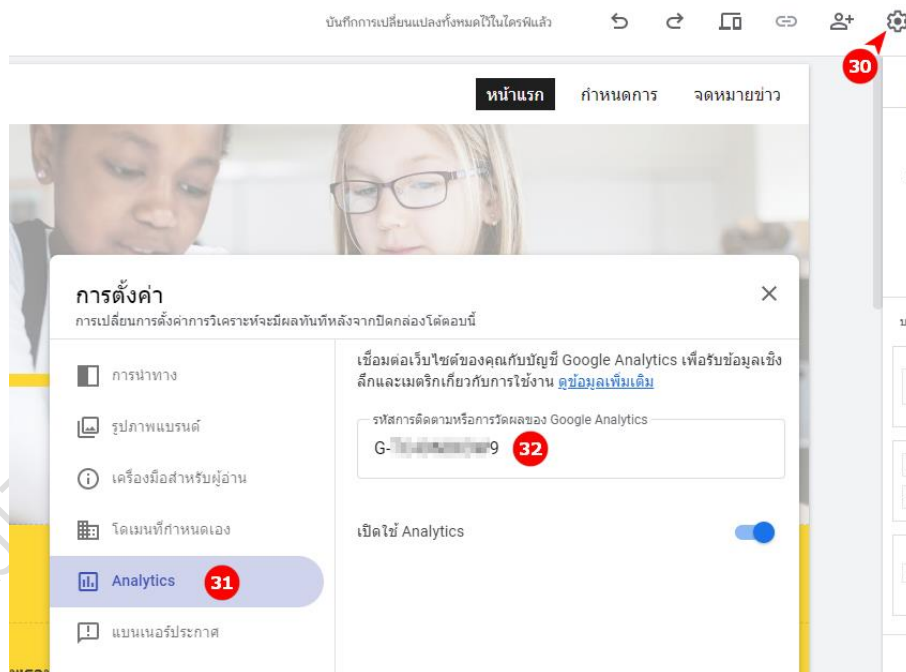 บันทึกการเปลี่ยนแปลงทั้งหมดไว้ในไดรฟ์แล้ว
30
หน้าแรก กำหนดการ จดหมายข่าว
การตั้งค่า
การเปลี่ยนการตั้งค่าการวิเคราะห์จะมีผลทันทีหลังจากปิดกล่องโต้ตอบนี้
การนำทาง
รูปภาพแบรนด์
เครื่องมือสำหรับผู้อ่าน
โดเมนที่กำหนดเอง
Analytics 31
แบนเนอร์ประกาศ
เชื่อมต่อเว็บไซต์ของคุณกับบัญชี Google Analytics เพื่อรับข้อมูลเชิง
ลึกและเมตริกเกี่ยวกับการใช้งาน ดูข้อมูลเพิ่มเติม
รหัสการติดตามหรือการวัดผลของ Google Analytics
G- 9 32
เปิดใช้ Analytics